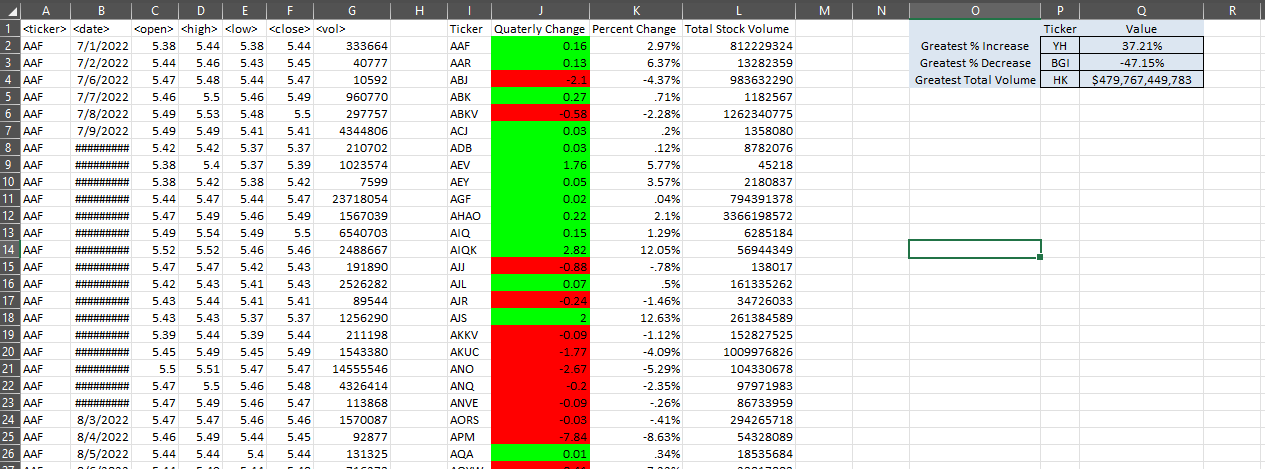 A B C D E F G H I J K L M N O P Q R
1 <ticker> <date> <open> <high> <low> <close> <vol> Ticker Quaterly Change Percent Change Total Stock Volume Ticker Value
2 AAF 7/1/2022 5.38 5.44 5.38 5.44 333664 AAF 0.16 2.97% 812229324 Greatest % Increase YH 37.21%
3 AAF 7/2/2022 5.44 5.46 5.43 5.45 40777 AAR 0.13 6.37% 13282359 Greatest % Decrease BGI -47.15%
4 AAF 7/6/2022 5.47 5.48 5.44 5.47 10592 ABJ -2.1 -4.37% 983632290 Greatest Total Volume HK $479,767,449,783
5 AAF 7/7/2022 5.46 5.5 5.46 5.49 960770 ABK 0.27 .71% 1182567
6 AAF 7/8/2022 5.49 5.53 5.48 5.5 297757 ABKV -0.58 -2.28% 1262340775
7 AAF 7/9/2022 5.49 5.49 5.41 5.41 4344806 ACJ 0.03 .2% 1358080
8 AAF ######### 5.42 5.42 5.37 5.37 210702 ADB 0.03 .12% 8782076
9 AAF ######### 5.38 5.4 5.37 5.39 1023574 AEV 1.76 5.77% 45218
10 AAF ######### 5.38 5.42 5.38 5.42 7599 AEY 0.05 3.57% 2180837
11 AAF ######### 5.44 5.47 5.44 5.47 23718054 AGF 0.02 .04% 794391378
12 AAF ######### 5.47 5.49 5.46 5.49 1567039 AHAO 0.22 2.1% 3366198572
13 AAF ######### 5.49 5.54 5.49 5.5 6540703 AIQ 0.15 1.29% 6285184
14 AAF ######### 5.52 5.52 5.46 5.46 2488667 AIQK 2.82 12.05% 56944349
15 AAF ######### 5.47 5.47 5.42 5.43 191890 AJJ -0.88 -.78% 138017
16 AAF ######### 5.42 5.43 5.41 5.43 2526282 AJL 0.07 .5% 161335262
17 AAF ######### 5.43 5.44 5.41 5.41 89544 AJR -0.24 -1.46% 34726033
18 AAF ######### 5.43 5.43 5.37 5.37 1256290 AJS 2 12.63% 261384589
19 AAF ######### 5.39 5.44 5.39 5.44 211198 AKKV -0.09 -1.12% 152827525
20 AAF ######### 5.45 5.49 5.45 5.49 1543380 AKUC -1.77 -4.09% 1009976826
21 AAF ######### 5.5 5.51 5.47 5.47 14555546 ANO -2.67 -5.29% 104330678
22 AAF ######### 5.47 5.5 5.46 5.48 4326414 ANQ -0.2 -2.35% 97971983
23 AAF ######### 5.47 5.49 5.46 5.47 113868 ANVE -0.09 -.26% 86733959
24 AAF 8/3/2022 5.47 5.47 5.46 5.46 1570087 AORS -0.03 -.41% 294265718
25 AAF 8/4/2022 5.46 5.49 5.44 5.45 92877 APM -7.84 -8.63% 54328089
26 AAF 8/5/2022 5.44 5.44 5.4 5.44 131325 AQA 0.01 .34% 18535684